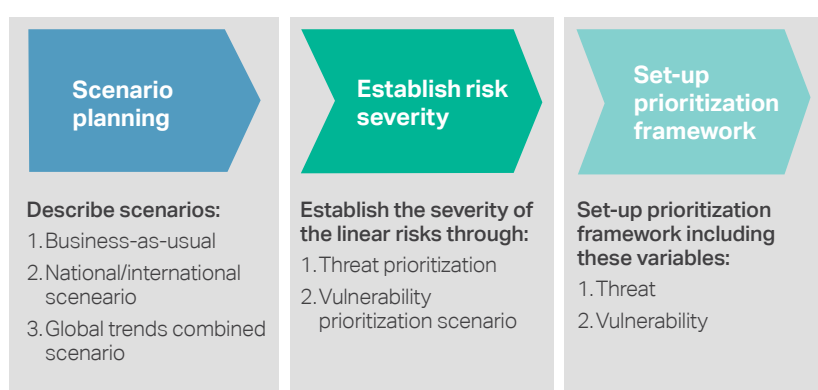 Scenario
planning
Describe scenarios:
1. Business-as-usual
2. National/international
sceneario
3. Global trends combined
scenario
Establish risk
severity
Establish the severity of
the linear risks through:
1. Threat prioritization
2. Vulnerability
prioritization scenario
Set-up
prioritization
framework
Set-up prioritization
framework including
these variables:
1. Threat
2. Vulnerability